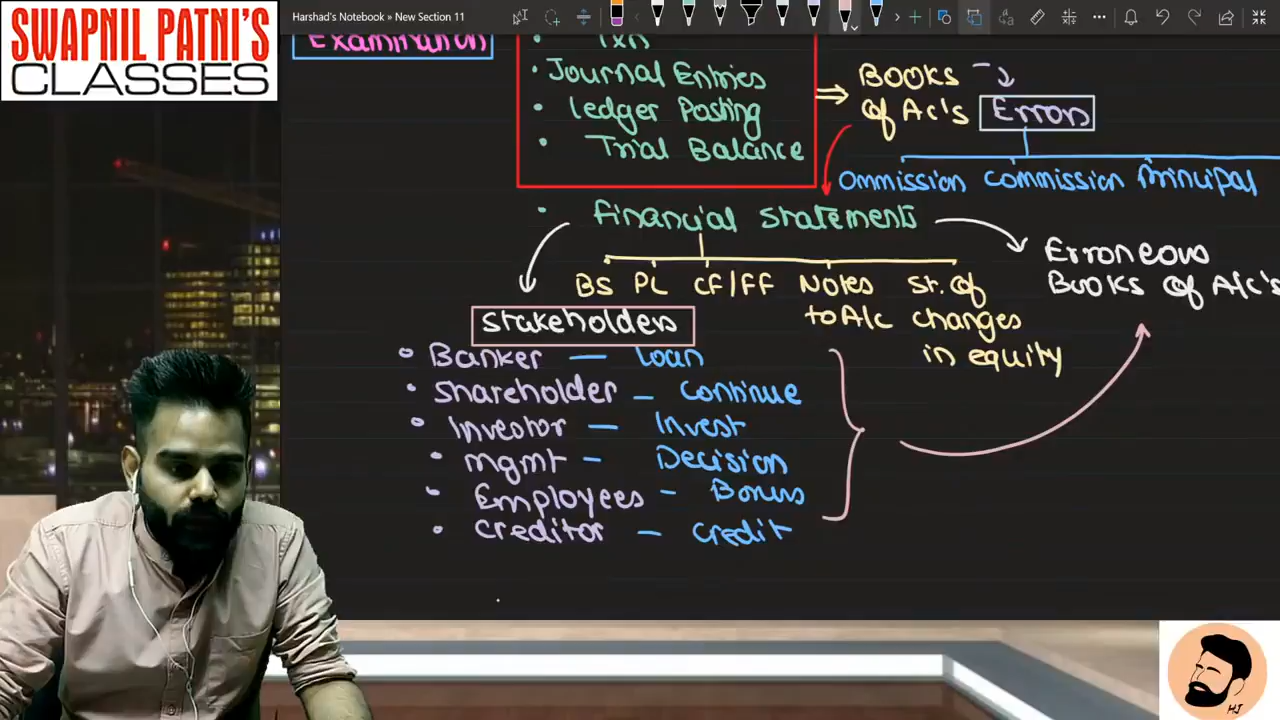 SWAPNIL PATNI'S
CLASSES
Harshad's Notebook » New Section 11
Examination
• Txn
• Journal Entries
• Ledger Posting
• Trial Balance
BOOKS
Of Ac's
Errors
Ommission Commission Principal
• financial statements
BS PL CF/FF Notes to A/c St. Of changes in equity
Erroneous
Books Of A/c's
Stakeholders
• Banker — Loan
• Shareholder — Continue
• Investor — Invest
• mgmt — Decision
• Employees — Bonus
• Creditor — Credit
HJ